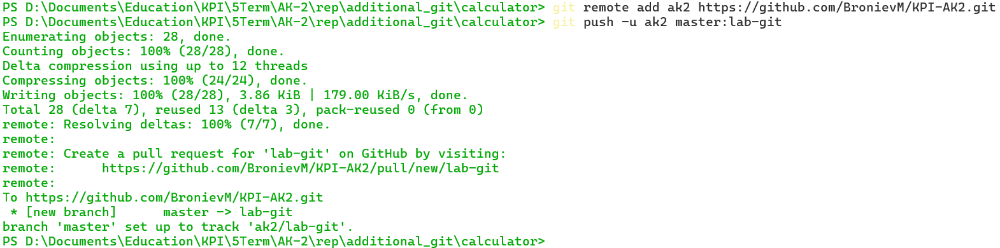 PS D:\Documents\Education\KPI\5Term\AK-2\rep\additional_git\calculator> git remote add ak2 https://github.com/BronievM/KPI-AK2.git
PS D:\Documents\Education\KPI\5Term\AK-2\rep\additional_git\calculator> git push -u ak2 master:lab-git
Enumerating objects: 28, done.
Counting objects: 100% (28/28), done.
Delta compression using up to 12 threads
Compressing objects: 100% (24/24), done.
Writing objects: 100% (28/28), 3.86 KiB | 179.00 KiB/s, done.
Total 28 (delta 7), reused 13 (delta 3), pack-reused 0 (from 0)
remote: Resolving deltas: 100% (7/7), done.
remote:
remote: Create a pull request for 'lab-git' on GitHub by visiting:
remote:      https://github.com/BronievM/KPI-AK2/pull/new/lab-git
remote:
To https://github.com/BronievM/KPI-AK2.git
 * [new branch]      master -> lab-git
branch 'master' set up to track 'ak2/lab-git'.
PS D:\Documents\Education\KPI\5Term\AK-2\rep\additional_git\calculator>